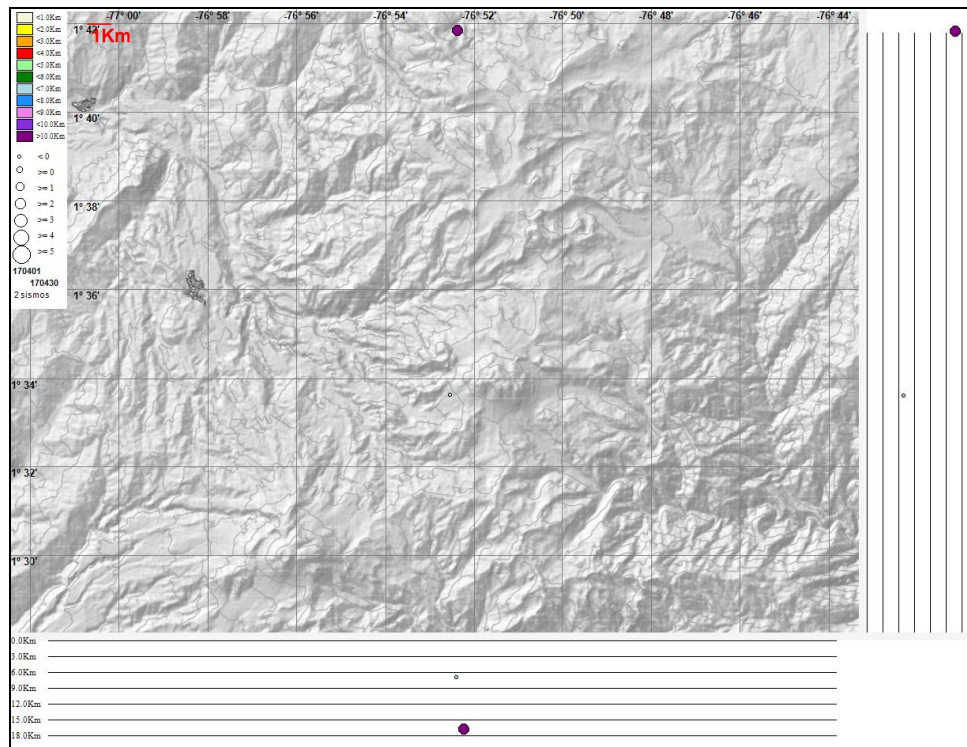 -77° 00' -76° 58' -76° 56' -76° 54' -76° 52' -76° 50' -76° 48' -76° 46' -76° 44'
1° 42'
1Km
<1.0Km
<2.0Km
<3.0Km
<4.0Km
<5.0Km
<6.0Km
<7.0Km
<8.0Km
<9.0Km
<10.0Km
>10.0Km
1° 40'
< 0
>= 0
>= 1
>= 2
>= 3
>= 4
>= 5
1° 38'
170401
170430
2 sismos
1° 36'
1° 34'
1° 32'
1° 30'
0.0Km
3.0Km
6.0Km
9.0Km
12.0Km
15.0Km
18.0Km